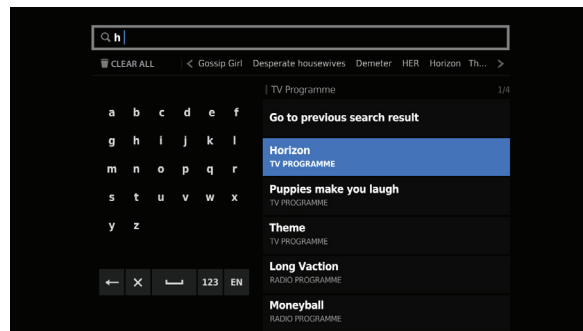 h
CLEAR ALL < Gossip Girl Desperate housewives Demeter HER Horizon Th... >
| TV Programme 1/4
a b c d e f
g h i j k l
m n o p q r
s t u v w x
y z
← × 123 EN
Go to previous search result
Horizon
TV PROGRAMME
Puppies make you laugh
TV PROGRAMME
Theme
TV PROGRAMME
Long Vaction
RADIO PROGRAMME
Moneyball
RADIO PROGRAMME